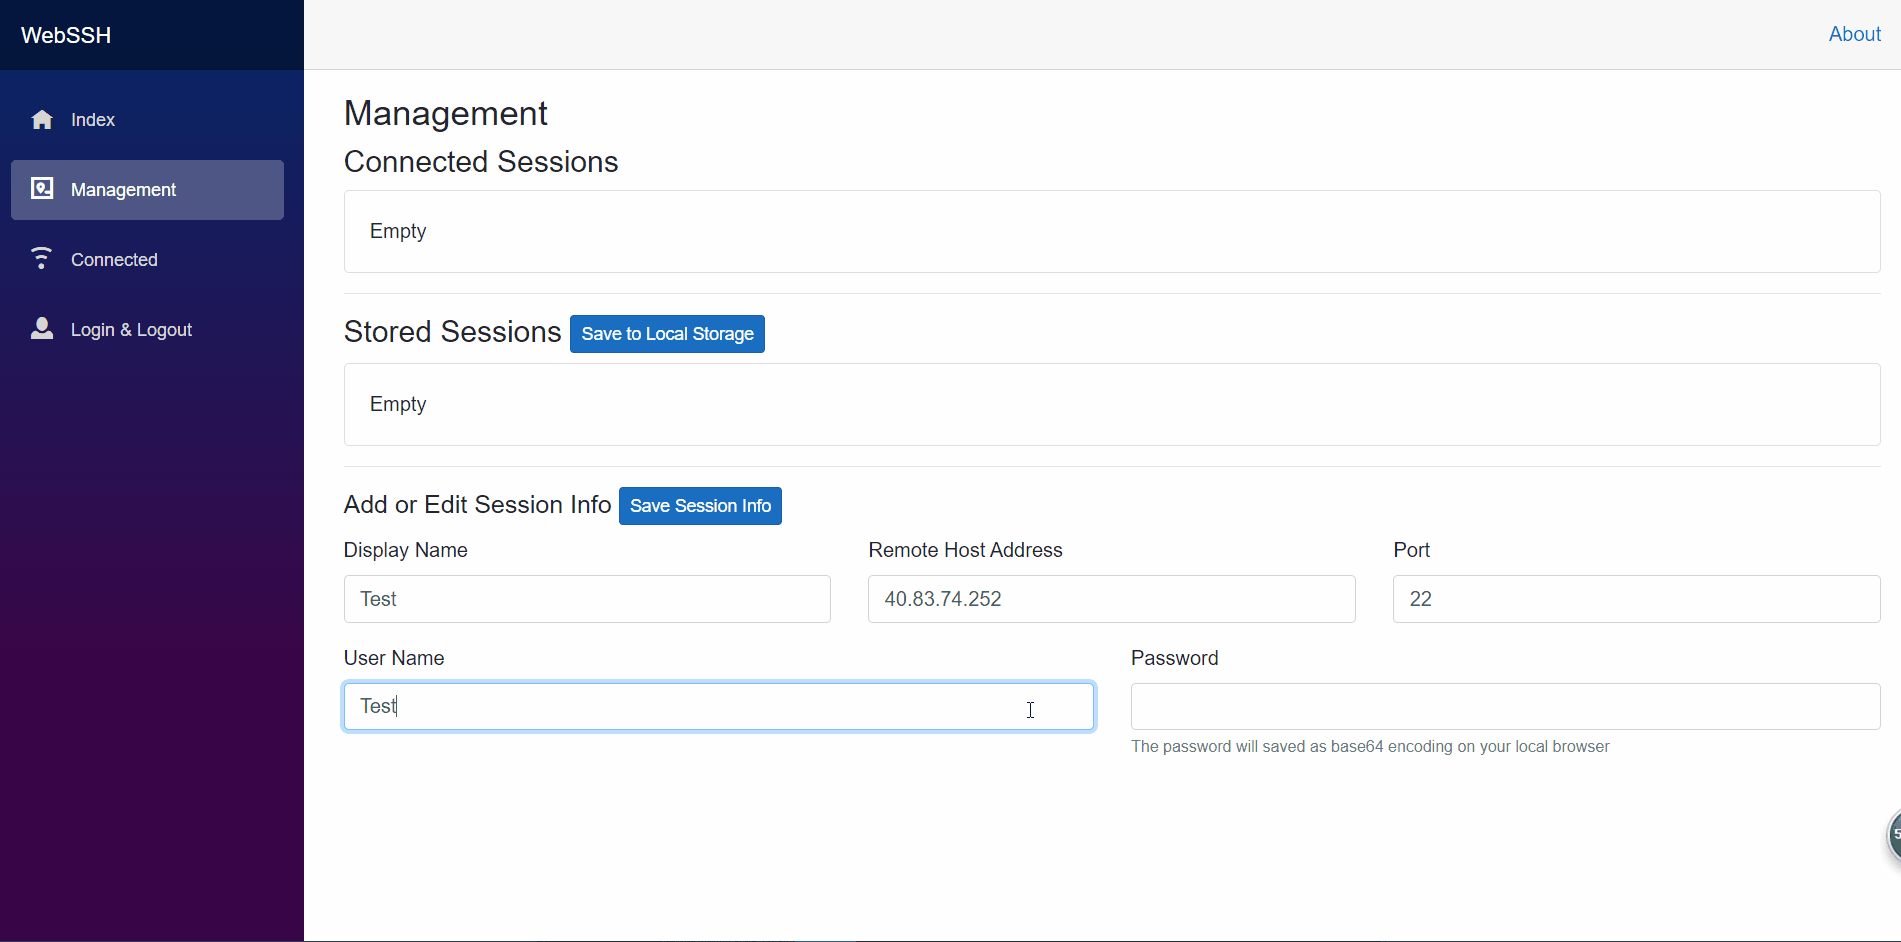 WebSSH
About
Index
Management
Connected
Login & Logout
Management
Connected Sessions
Empty
Stored Sessions Save to Local Storage
Empty
Add or Edit Session Info Save Session Info
Display Name Remote Host Address Port
Test 40.83.74.252 22
User Name Password
Test
The password will saved as base64 encoding on your local browser